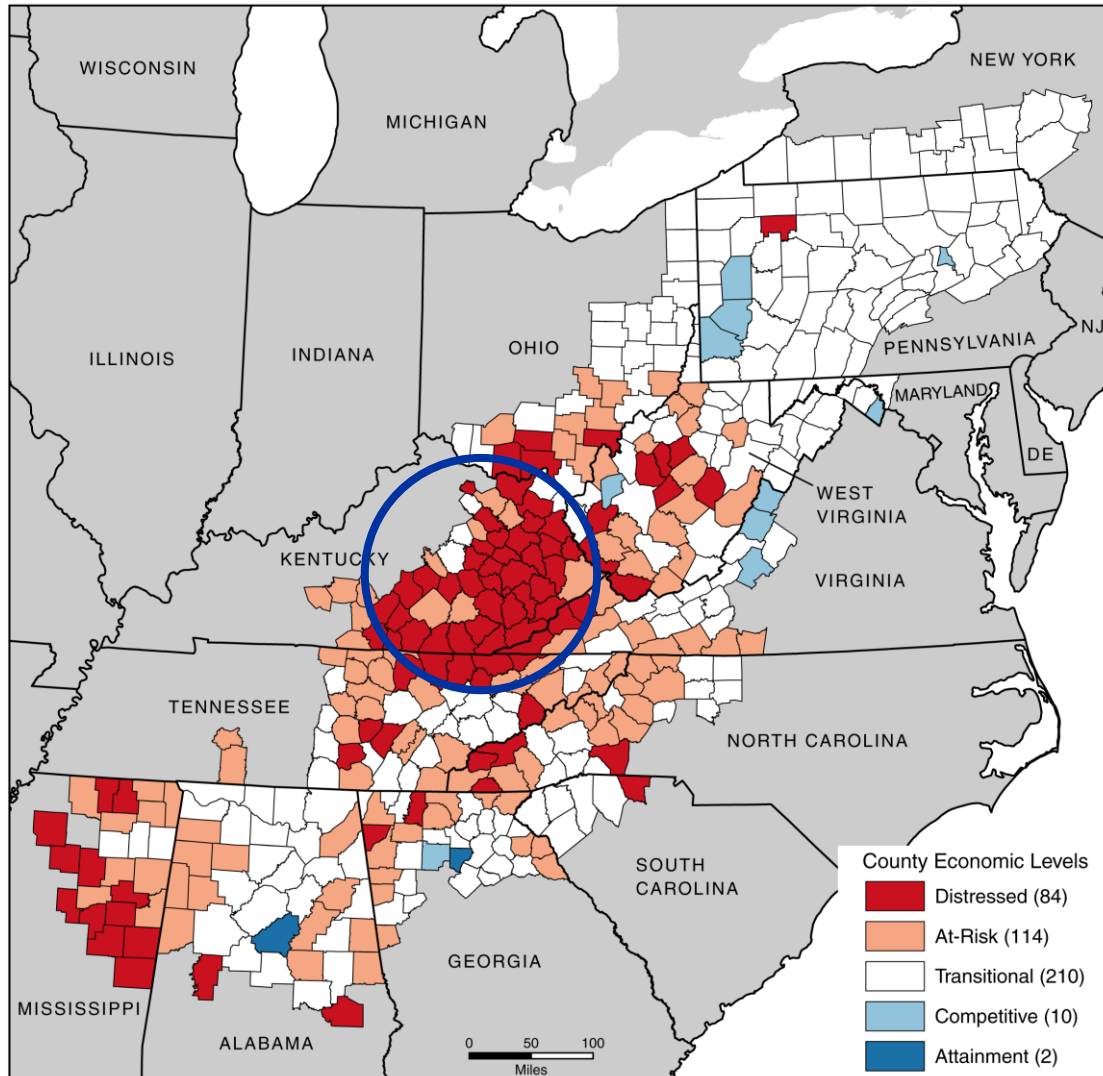 WISCONSIN
MICHIGAN
NEW YORK
ILLINOIS
INDIANA
OHIO
PENNSYLVANIA
NJ
MARYLAND
DE
WEST
VIRGINIA
KENTUCKY
VIRGINIA
TENNESSEE
NORTH CAROLINA
SOUTH
CAROLINA
GEORGIA
MISSISSIPPI
ALABAMA
0 50 100
Miles
County Economic Levels
Distressed (84)
At-Risk (114)
Transitional (210)
Competitive (10)
Attainment (2)